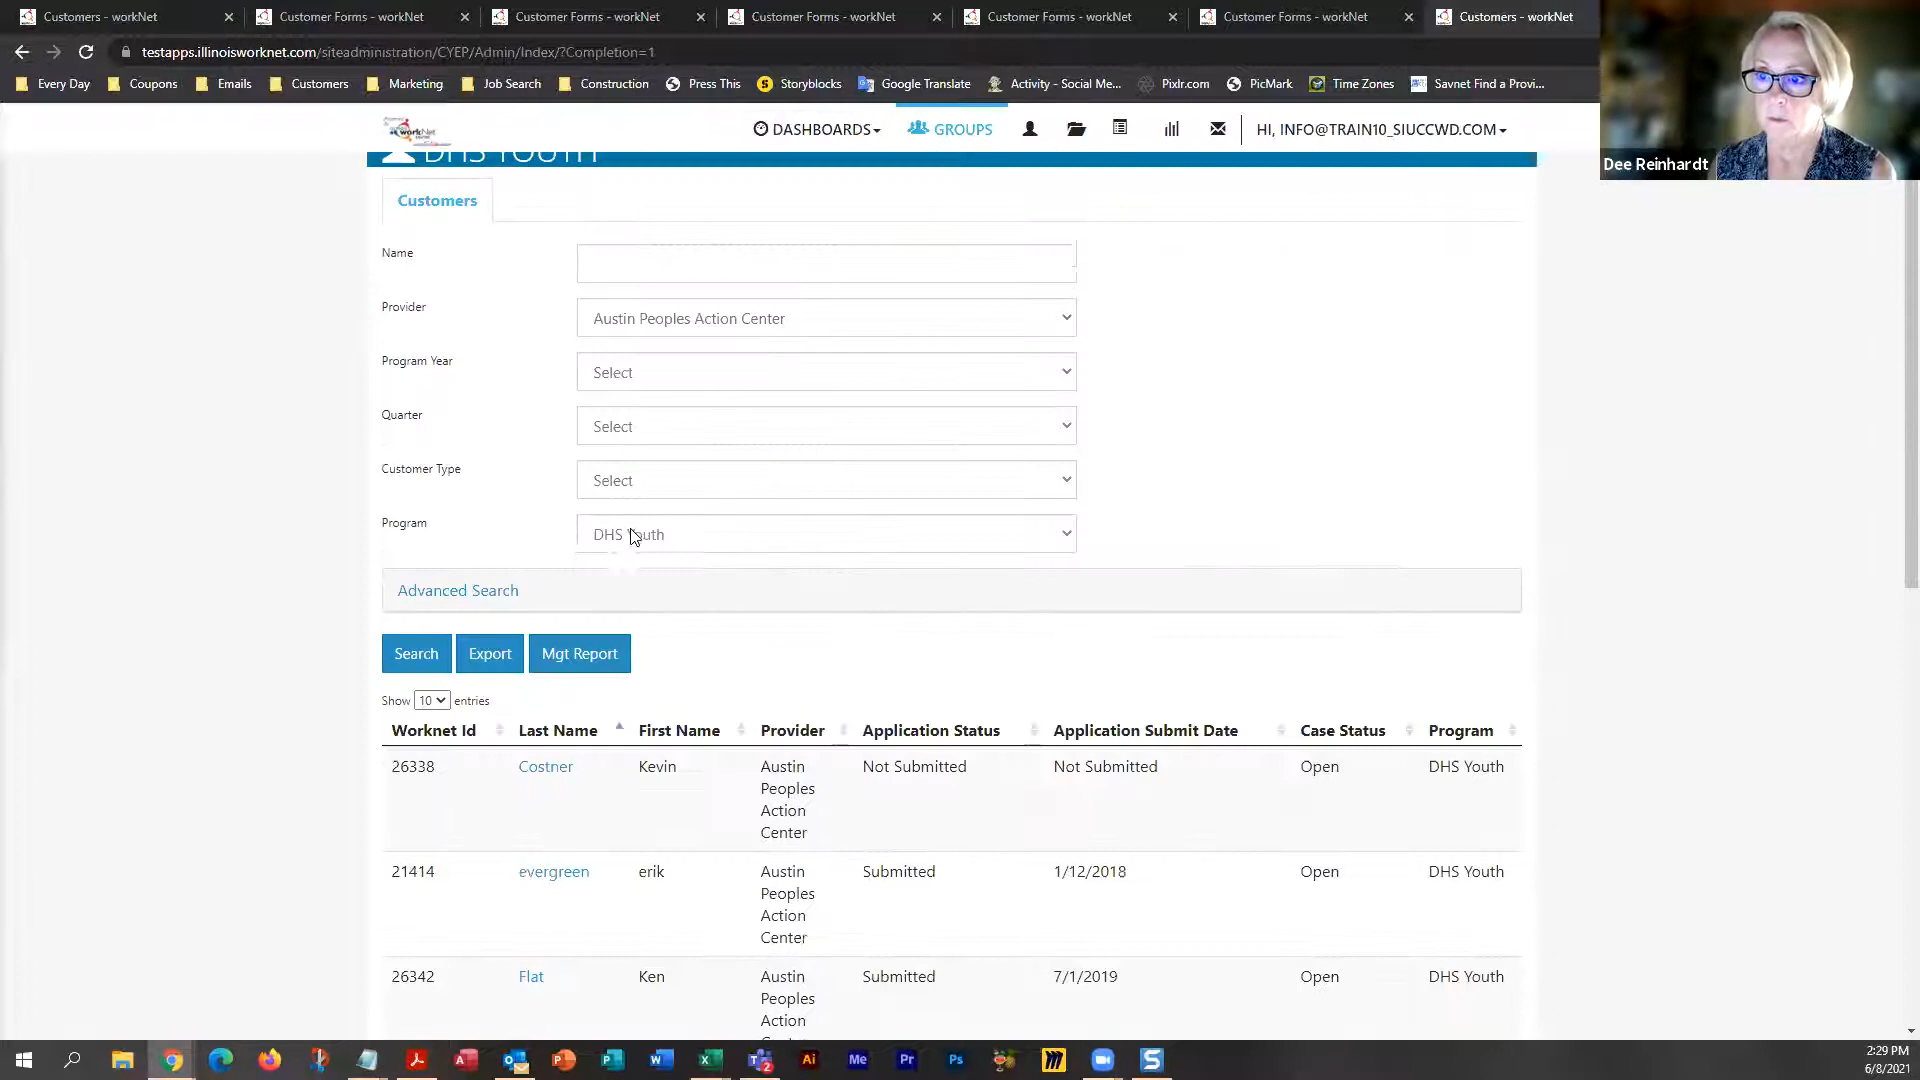 Customers - workNet
Customer Forms - workNet
Customer Forms - workNet
Customer Forms - workNet
Customer Forms - workNet
Customer Forms - workNet
Customers - workNet
testapps.illinoisworknet.com/siteadministration/CYEP/Admin/Index/?Completion=1
Every Day
Coupons
Emails
Customers
Marketing
Job Search
Construction
Press This
Storyblocks
Google Translate
Activity - Social Me...
Pixlr.com
PicMark
Time Zones
Savnet Find a Provi...
Dee Reinhardt
workNet
DASHBOARDS
GROUPS
HI, INFO@TRAIN10_SIUCCWD.COM
DHS YOUTH
Customers
Name
Provider
Austin Peoples Action Center
Program Year
Select
Quarter
Select
Customer Type
Select
Program
DHS Youth
Advanced Search
Search
Export
Mgt Report
Show 10 entries
Worknet Id Last Name First Name Provider Application Status Application Submit Date Case Status Program
26338 Costner Kevin Austin Not Submitted Not Submitted Open DHS Youth
Peoples
Action
Center
21414 evergreen erik Austin Submitted 1/12/2018 Open DHS Youth
Peoples
Action
Center
26342 Flat Ken Austin Submitted 7/1/2019 Open DHS Youth
Peoples
Action
2:29 PM
6/8/2021